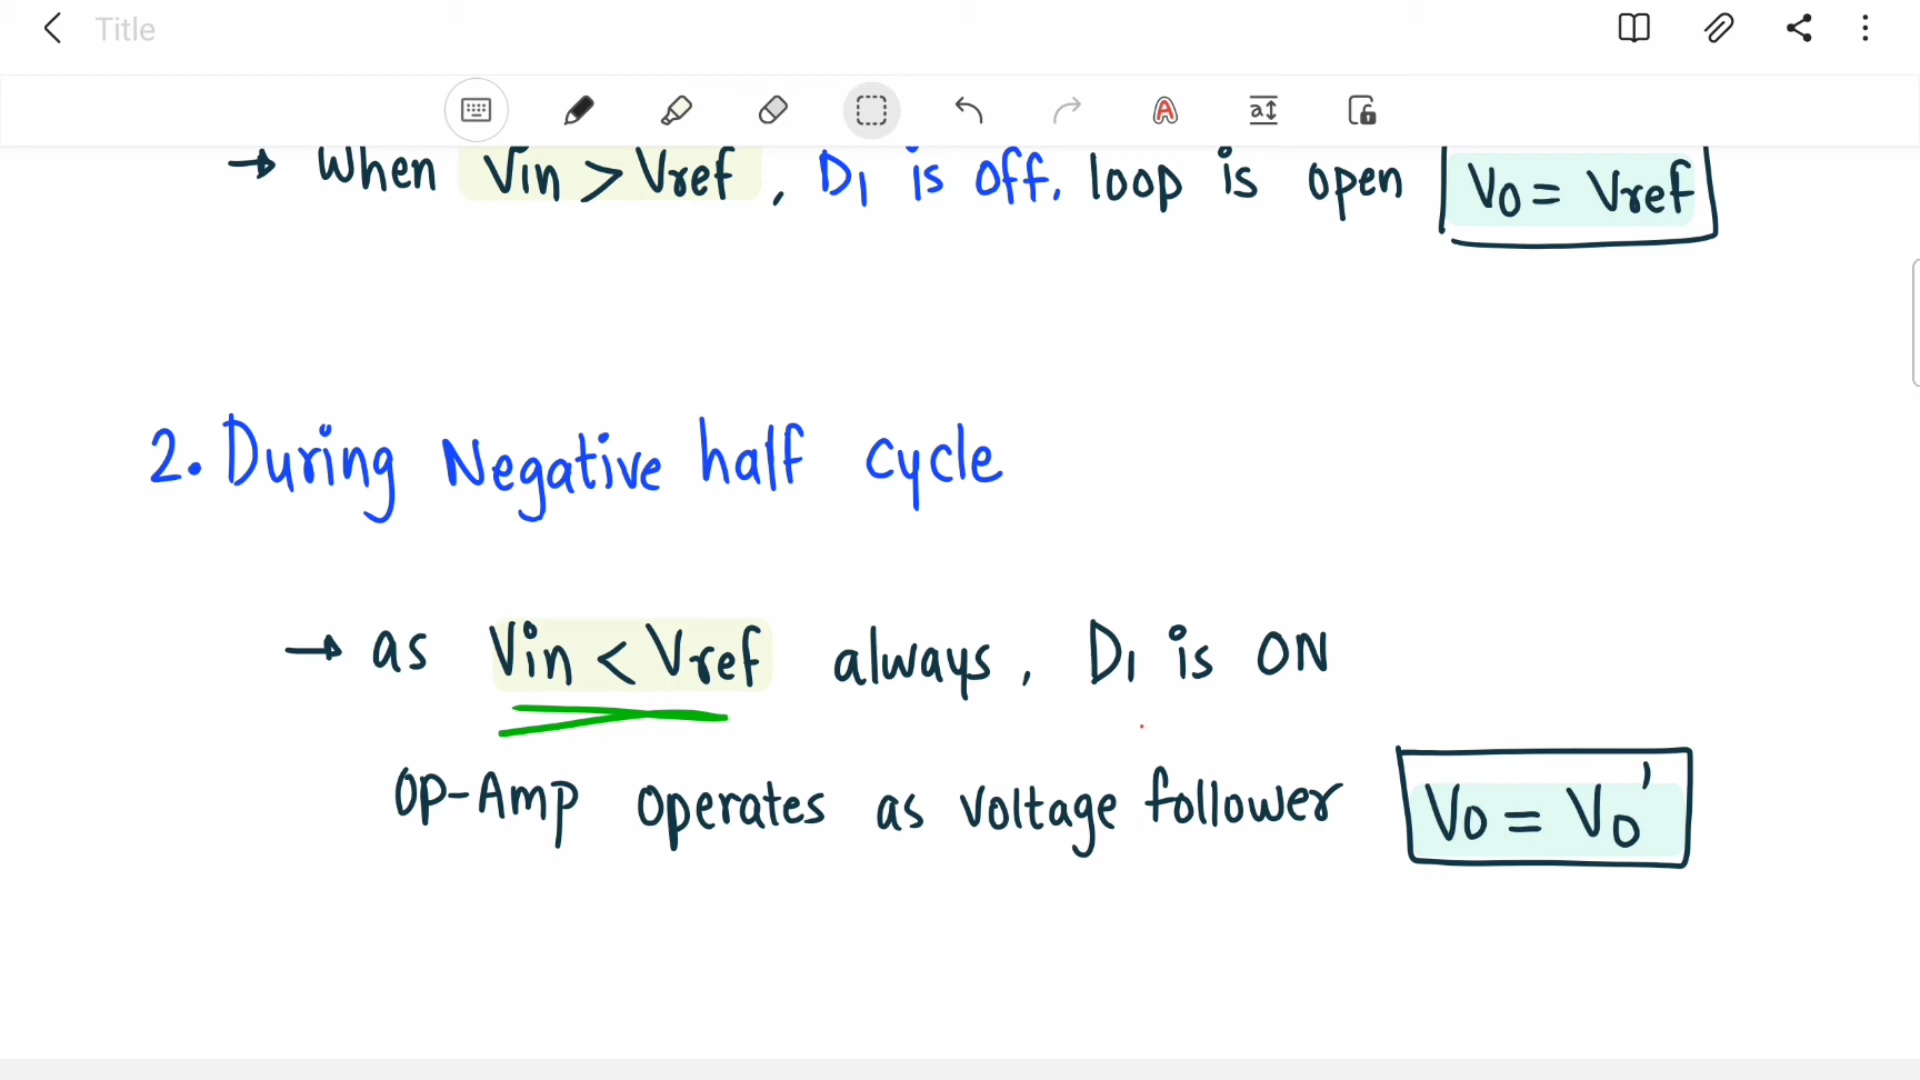 Title
→ When Vin > Vref , D1 is off. loop is open Vo = Vref
2. During Negative half cycle
→ as Vin < Vref always, D1 is ON
Op-Amp operates as voltage follower Vo = Vo'